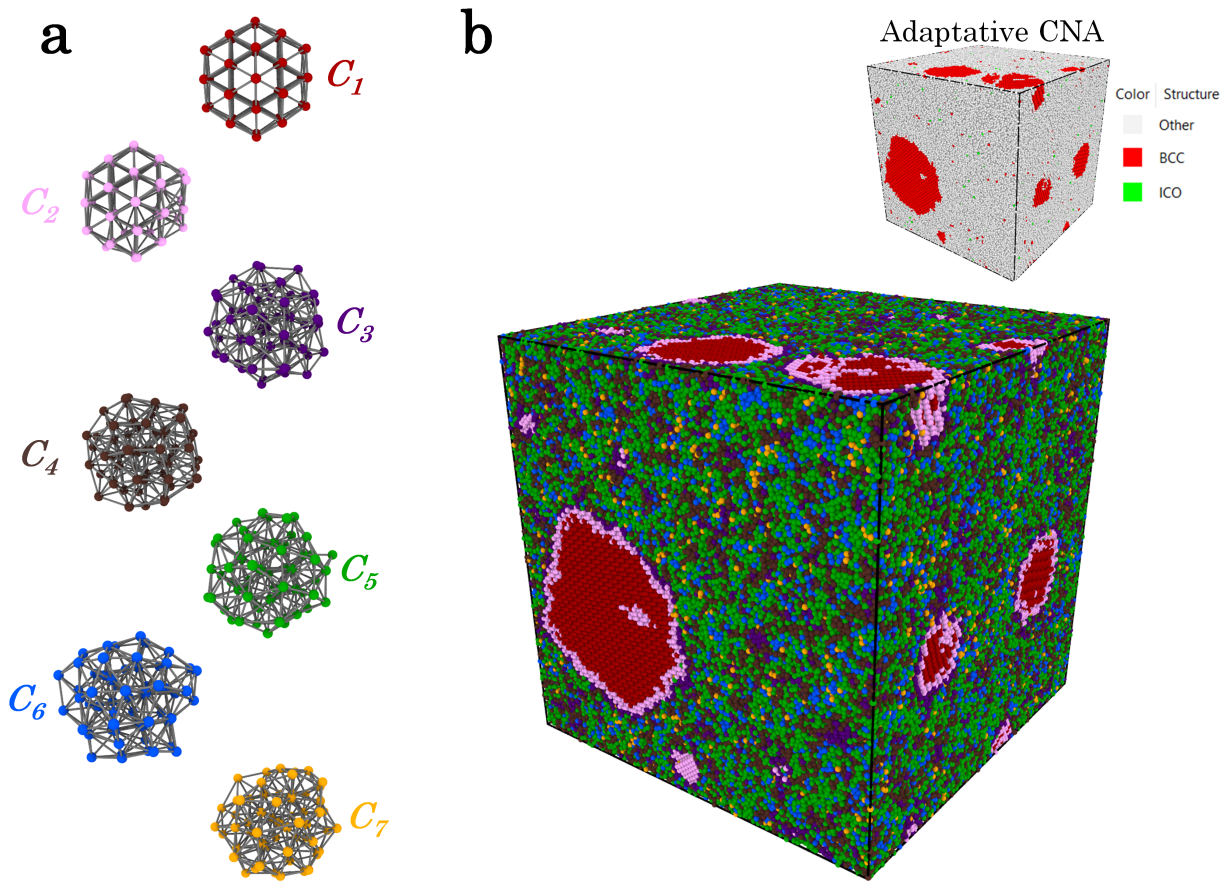 a
b
C1
C2
C3
C4
C5
C6
C7
Adaptative CNA
Color Structure
Other
BCC
ICO